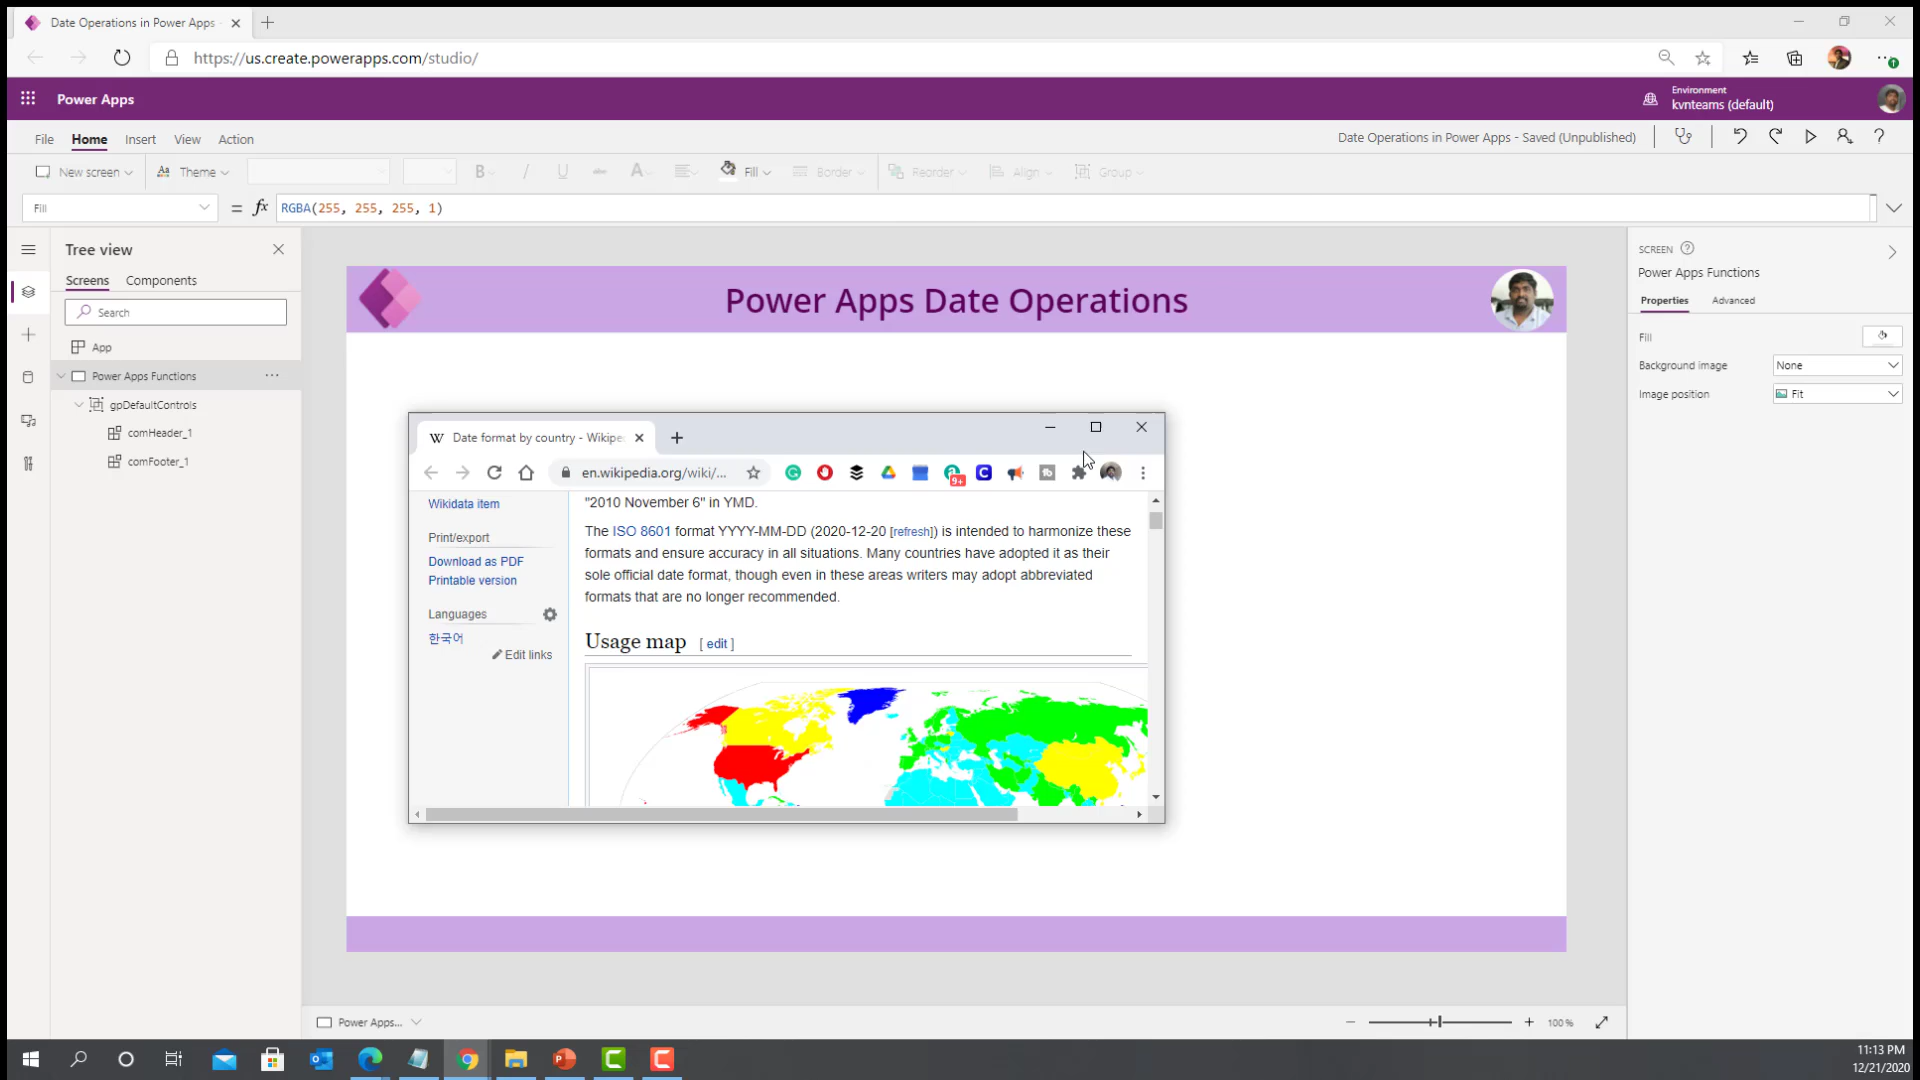 Date Operations in Power Apps
https://us.create.powerapps.com/studio/
Power Apps
Environment
kvnteams (default)
File Home Insert View Action
Date Operations in Power Apps - Saved (Unpublished)
New screen Theme B I U A Fill Border Reorder Align Group
Fill = fx RGBA(255, 255, 255, 1)
Tree view
Screens Components
Search
App
Power Apps Functions
gpDefaultControls
comHeader_1
comFooter_1
Power Apps Date Operations
Date format by country - Wikipe
en.wikipedia.org/wiki/...
9+
Wikidata item
Print/export
Download as PDF
Printable version
Languages
한국어
Edit links
"2010 November 6" in YMD.
The ISO 8601 format YYYY-MM-DD (2020-12-20 [refresh]) is intended to harmonize these
formats and ensure accuracy in all situations. Many countries have adopted it as their
sole official date format, though even in these areas writers may adopt abbreviated
formats that are no longer recommended.
Usage map [ edit ]
SCREEN
Power Apps Functions
Properties Advanced
Fill
Background image None
Image position Fit
Power Apps...
100 %
11:13 PM
12/21/2020